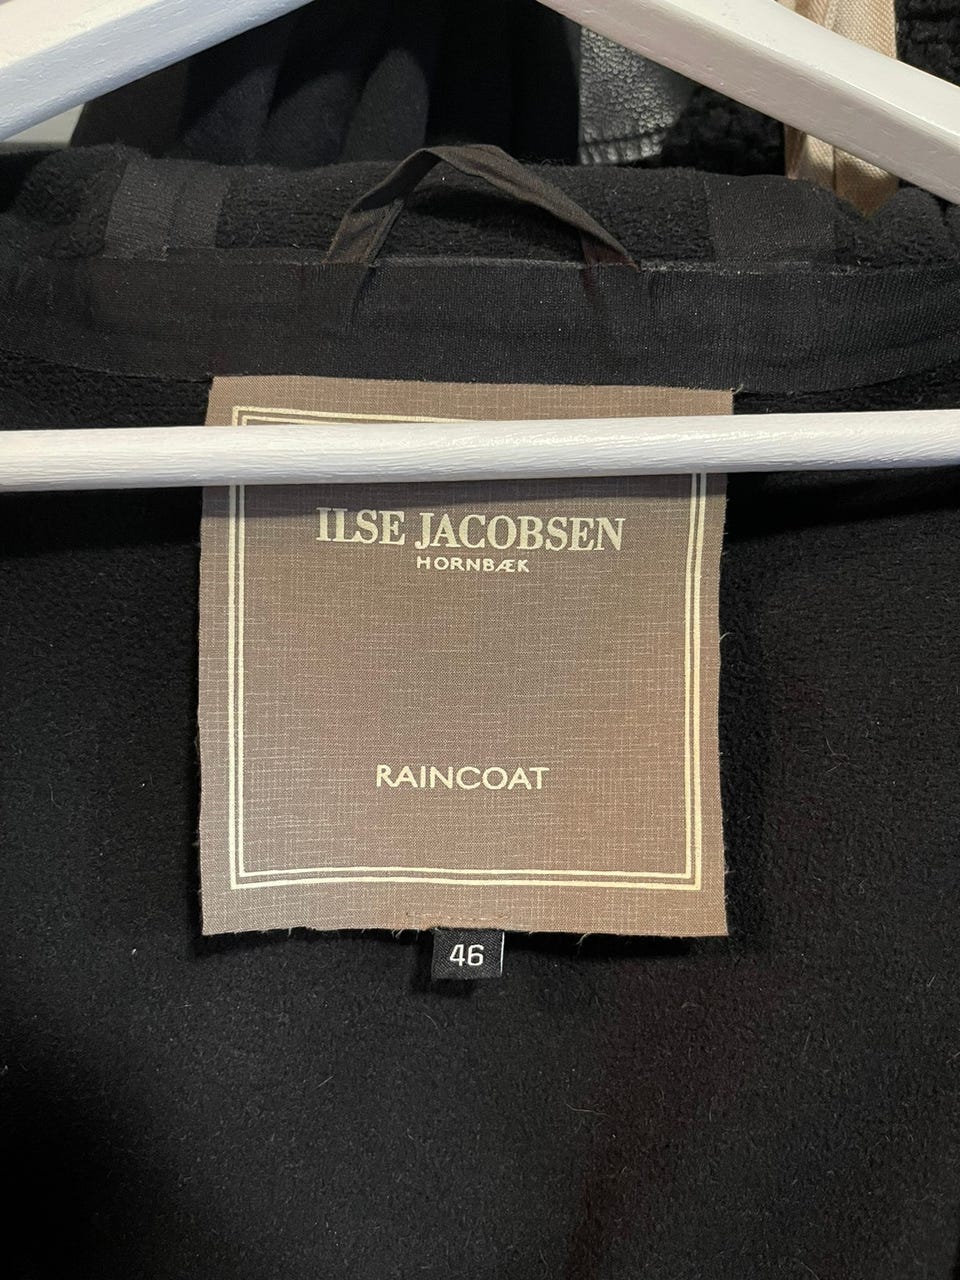 ILSE JACOBSEN
HORNBÆK
RAINCOAT
46